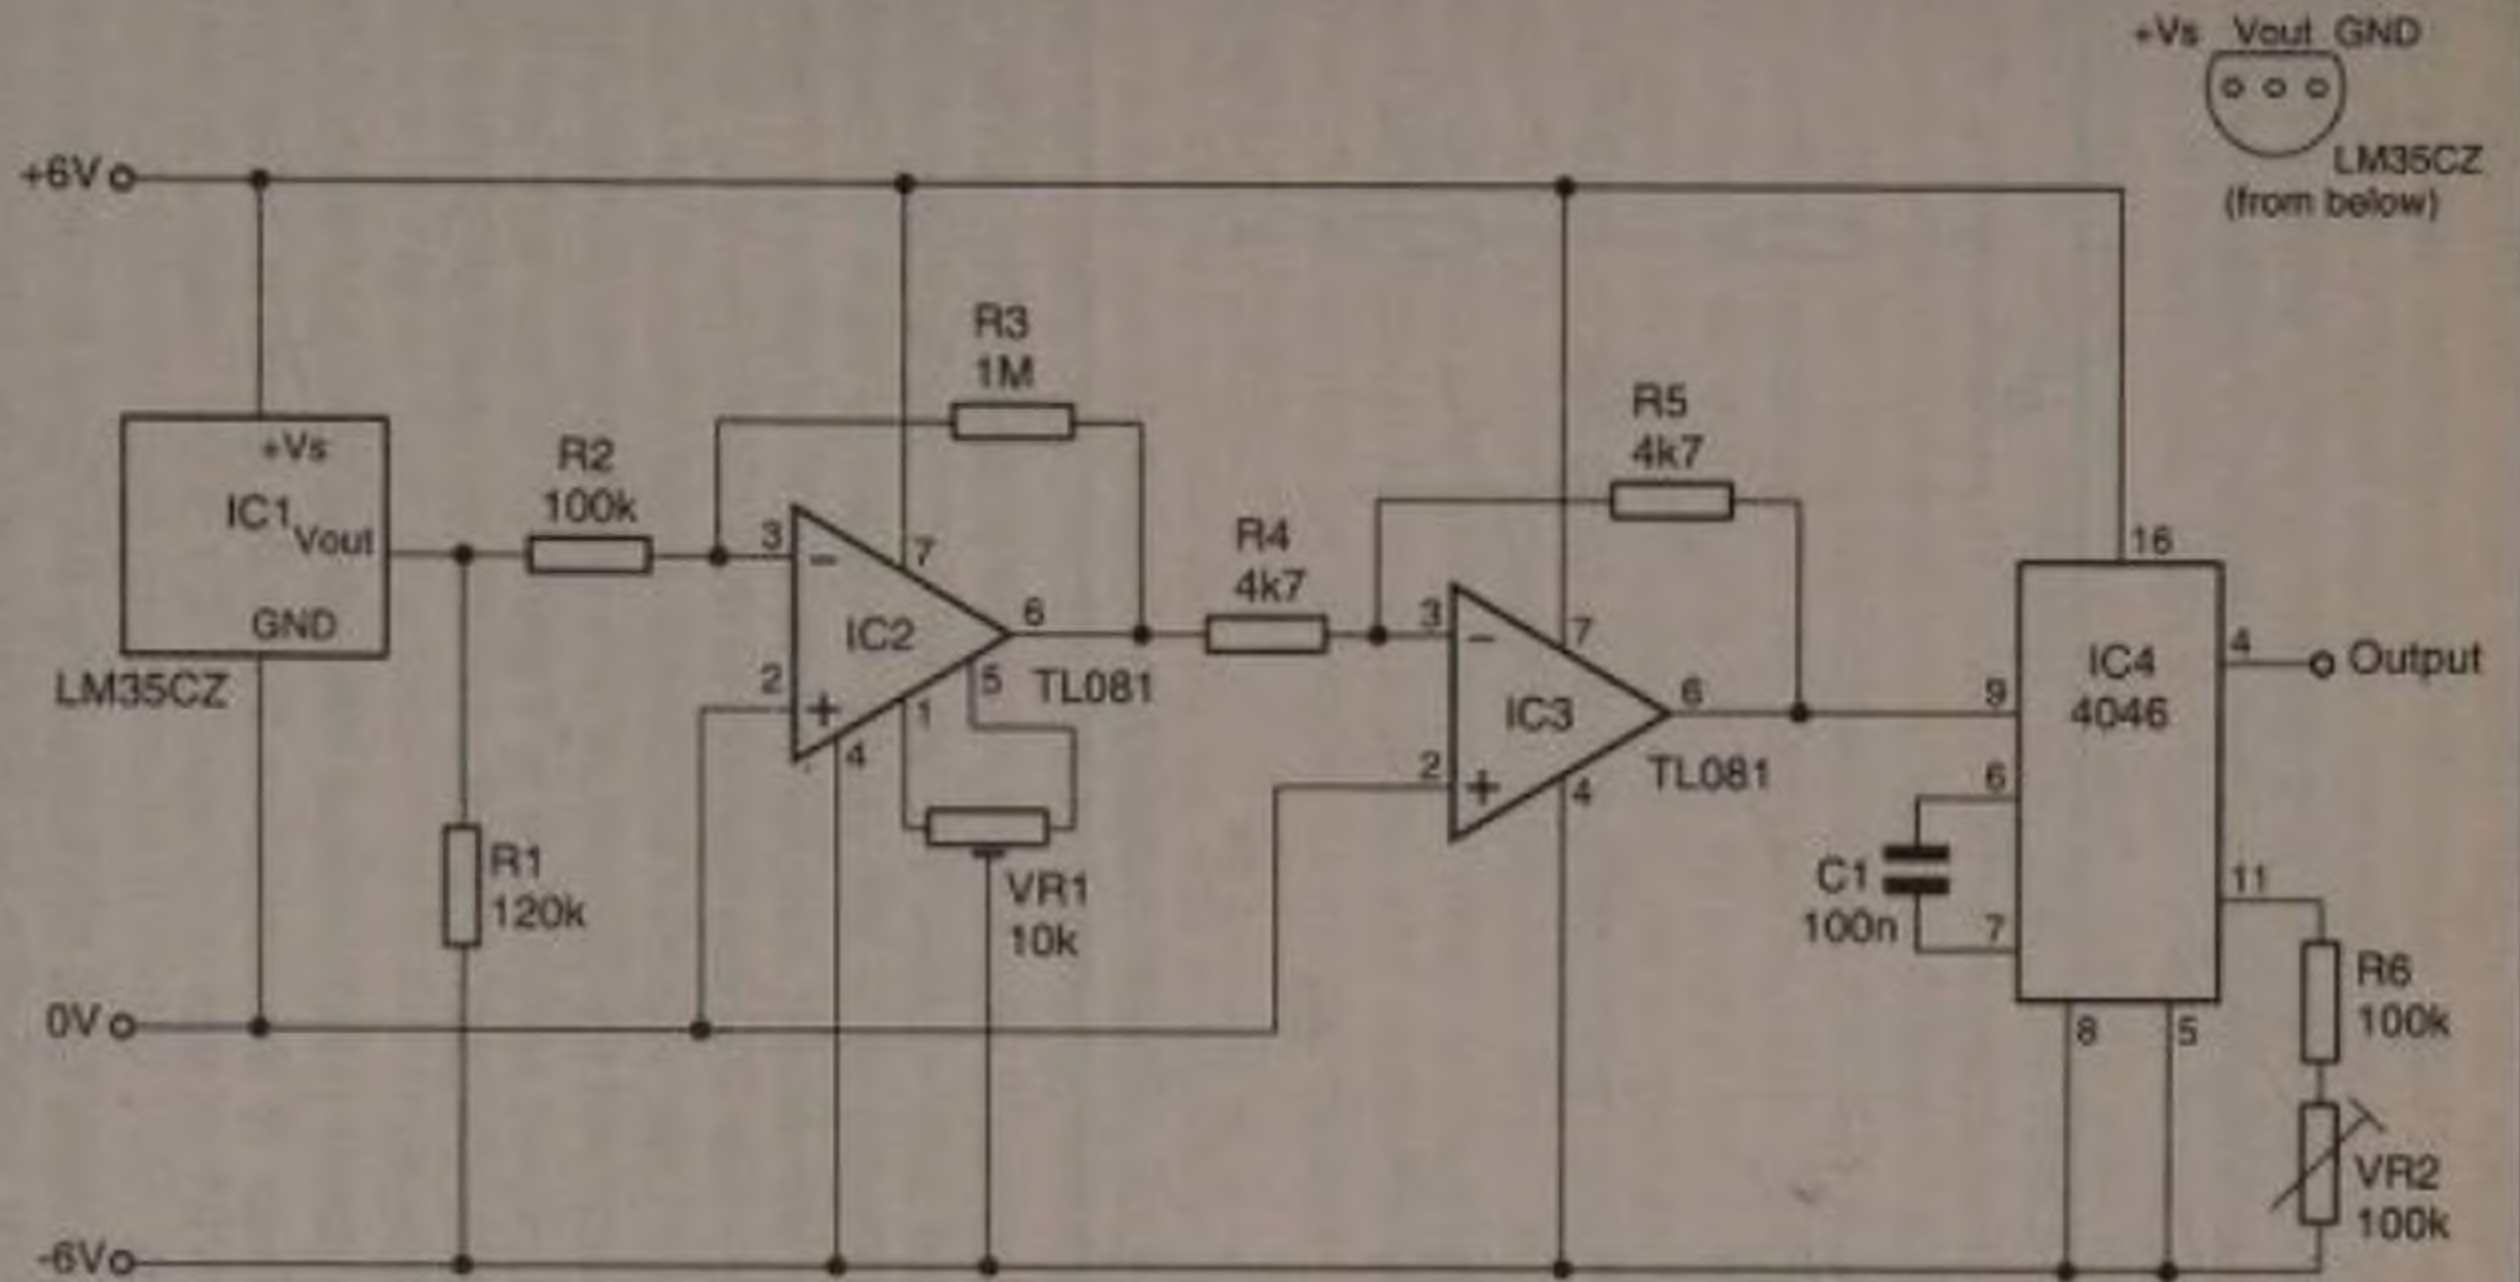 +Vs Vout GND
LM35CZ
(from below)
+6V
R3
1M
R5
4k7
+Vs
IC1
Vout
GND
LM35CZ
R2
100k
3
−
7
IC2
6
2
+
5
1
4
TL081
R4
4k7
3
−
7
IC3
6
2
+
4
TL081
16
IC4
4046
4
Output
9
6
7
11
8
5
C1
100n
R1
120k
VR1
10k
R6
100k
VR2
100k
0V
-6V